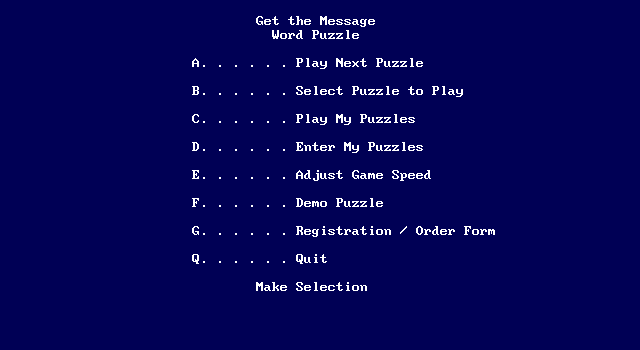 Get the Message
Word Puzzle
A. . . . . . Play Next Puzzle
B. . . . . . Select Puzzle to Play
C. . . . . . Play My Puzzles
D. . . . . . Enter My Puzzles
E. . . . . . Adjust Game Speed
F. . . . . . Demo Puzzle
G. . . . . . Registration / Order Form
Q. . . . . . Quit
Make Selection